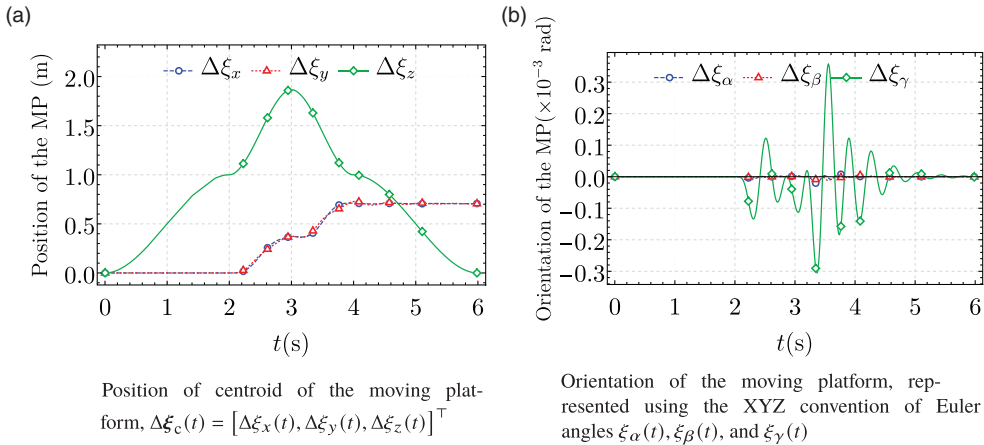 (a)
Position of the MP (m)
2.0
1.5
1.0
0.5
0.0
Δξx Δξy Δξz
0 1 2 3 4 5 6
t(s)
Position of centroid of the moving plat-
form, Δξc(t) = [Δξx(t), Δξy(t), Δξz(t)]⊤
(b)
Orientation of the MP(×10−3 rad)
0.3
0.2
0.1
0.0
−0.1
−0.2
−0.3
Δξα Δξβ Δξγ
0 1 2 3 4 5 6
t(s)
Orientation of the moving platform, rep-
resented using the XYZ convention of Euler
angles ξα(t), ξβ(t), and ξγ(t)